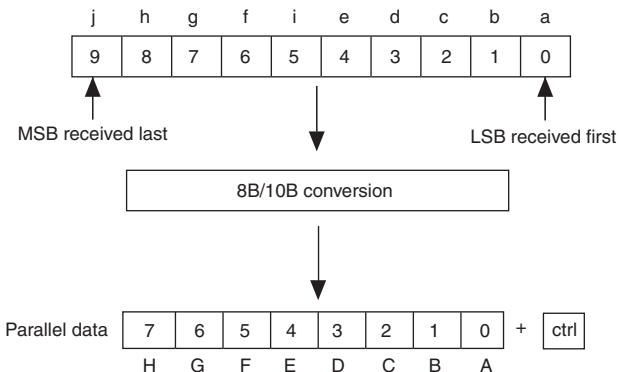 j h g f i e d c b a
9 8 7 6 5 4 3 2 1 0
MSB received last LSB received first
8B/10B conversion
Parallel data 7 6 5 4 3 2 1 0 + ctrl
H G F E D C B A